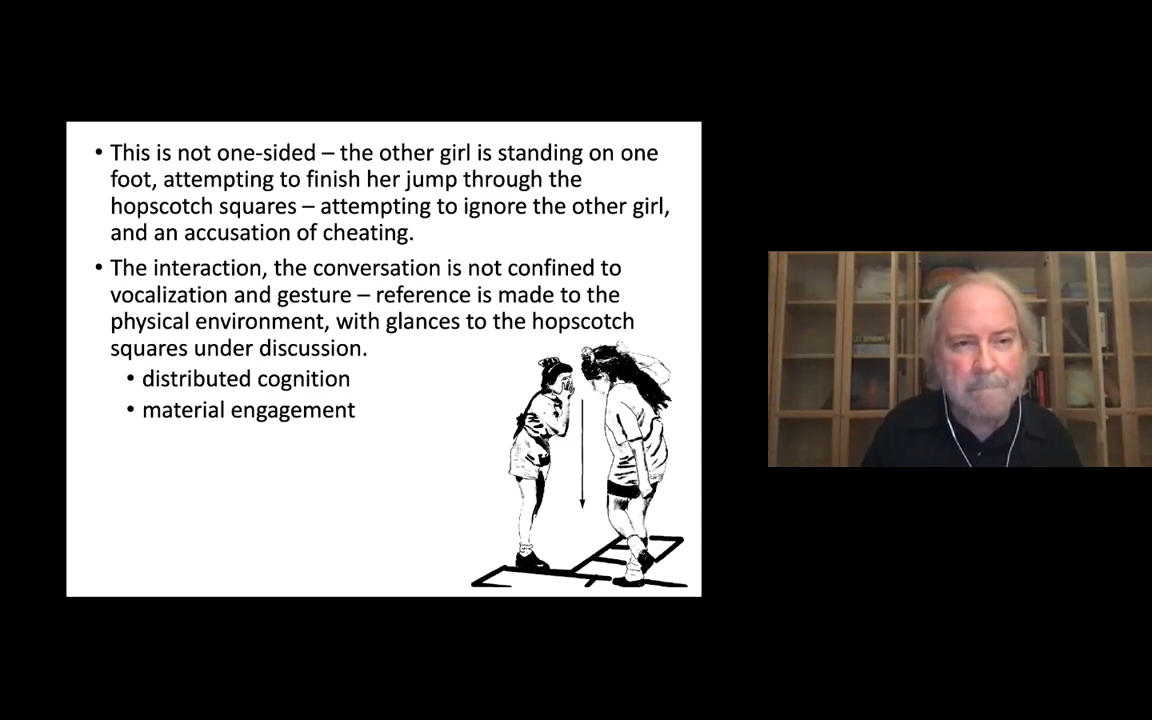 • This is not one-sided – the other girl is standing on one
foot, attempting to finish her jump through the
hopscotch squares – attempting to ignore the other girl,
and an accusation of cheating.
• The interaction, the conversation is not confined to
vocalization and gesture – reference is made to the
physical environment, with glances to the hopscotch
squares under discussion.
• distributed cognition
• material engagement